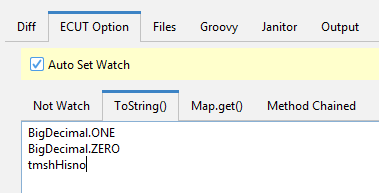 Diff ECUT Option Files Groovy Janitor Output
Auto Set Watch
Not Watch ToString() Map.get() Method Chained
BigDecimal.ONE
BigDecimal.ZERO
tmshHisno